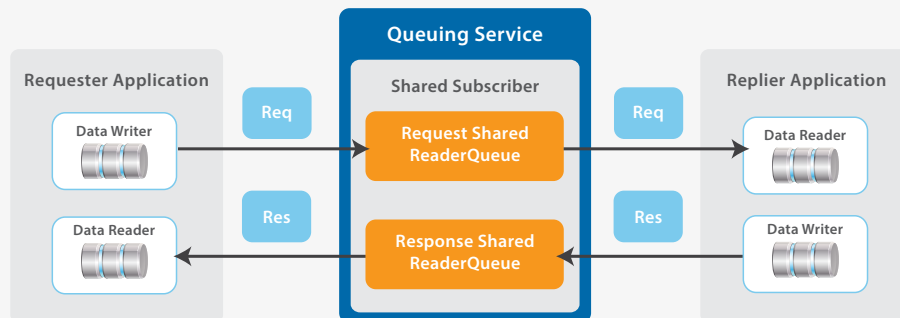 Queuing Service
Requester Application
Shared Subscriber
Replier Application
Data Writer
Req
Request Shared
ReaderQueue
Req
Data Reader
Data Reader
Res
Response Shared
ReaderQueue
Res
Data Writer